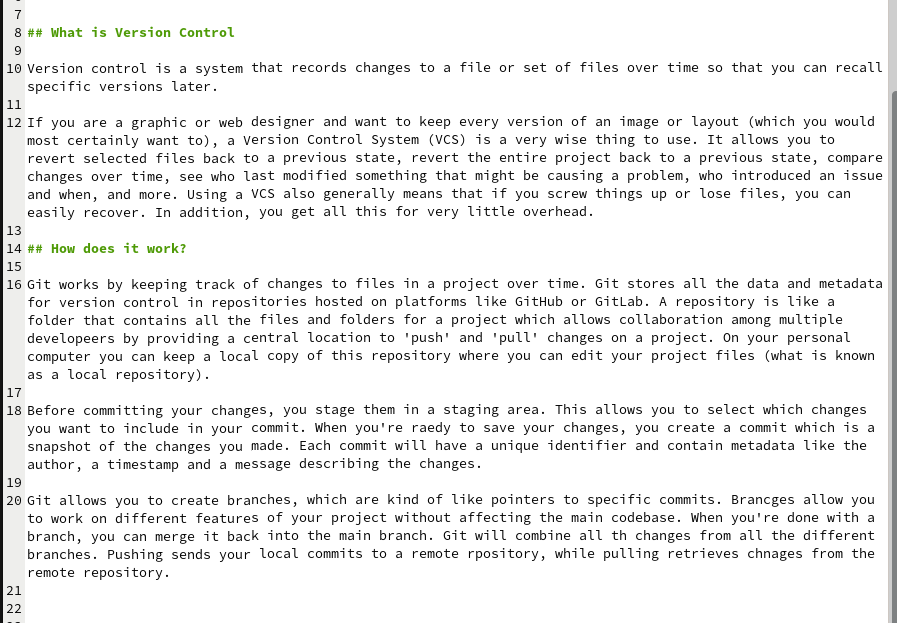 7
8 ## What is Version Control
9
10 Version control is a system that records changes to a file or set of files over time so that you can recall
specific versions later.
11
12 If you are a graphic or web designer and want to keep every version of an image or layout (which you would
most certainly want to), a Version Control System (VCS) is a very wise thing to use. It allows you to
revert selected files back to a previous state, revert the entire project back to a previous state, compare
changes over time, see who last modified something that might be causing a problem, who introduced an issue
and when, and more. Using a VCS also generally means that if you screw things up or lose files, you can
easily recover. In addition, you get all this for very little overhead.
13
14 ## How does it work?
15
16 Git works by keeping track of changes to files in a project over time. Git stores all the data and metadata
for version control in repositories hosted on platforms like GitHub or GitLab. A repository is like a
folder that contains all the files and folders for a project which allows collaboration among multiple
develepeers by providing a central location to 'push' and 'pull' changes on a project. On your personal
computer you can keep a local copy of this repository where you can edit your project files (what is known
as a local repository).
17
18 Before committing your changes, you stage them in a staging area. This allows you to select which changes
you want to include in your commit. When you're raedy to save your changes, you create a commit which is a
snapshot of the changes you made. Each commit will have a unique identifier and contain metadata like the
author, a timestamp and a message describing the changes.
19
20 Git allows you to create branches, which are kind of like pointers to specific commits. Brancges allow you
to work on different features of your project without affecting the main codebase. When you're done with a
branch, you can merge it back into the main branch. Git will combine all th changes from all the different
branches. Pushing sends your local commits to a remote rpository, while pulling retrieves chnages from the
remote repository.
21
22